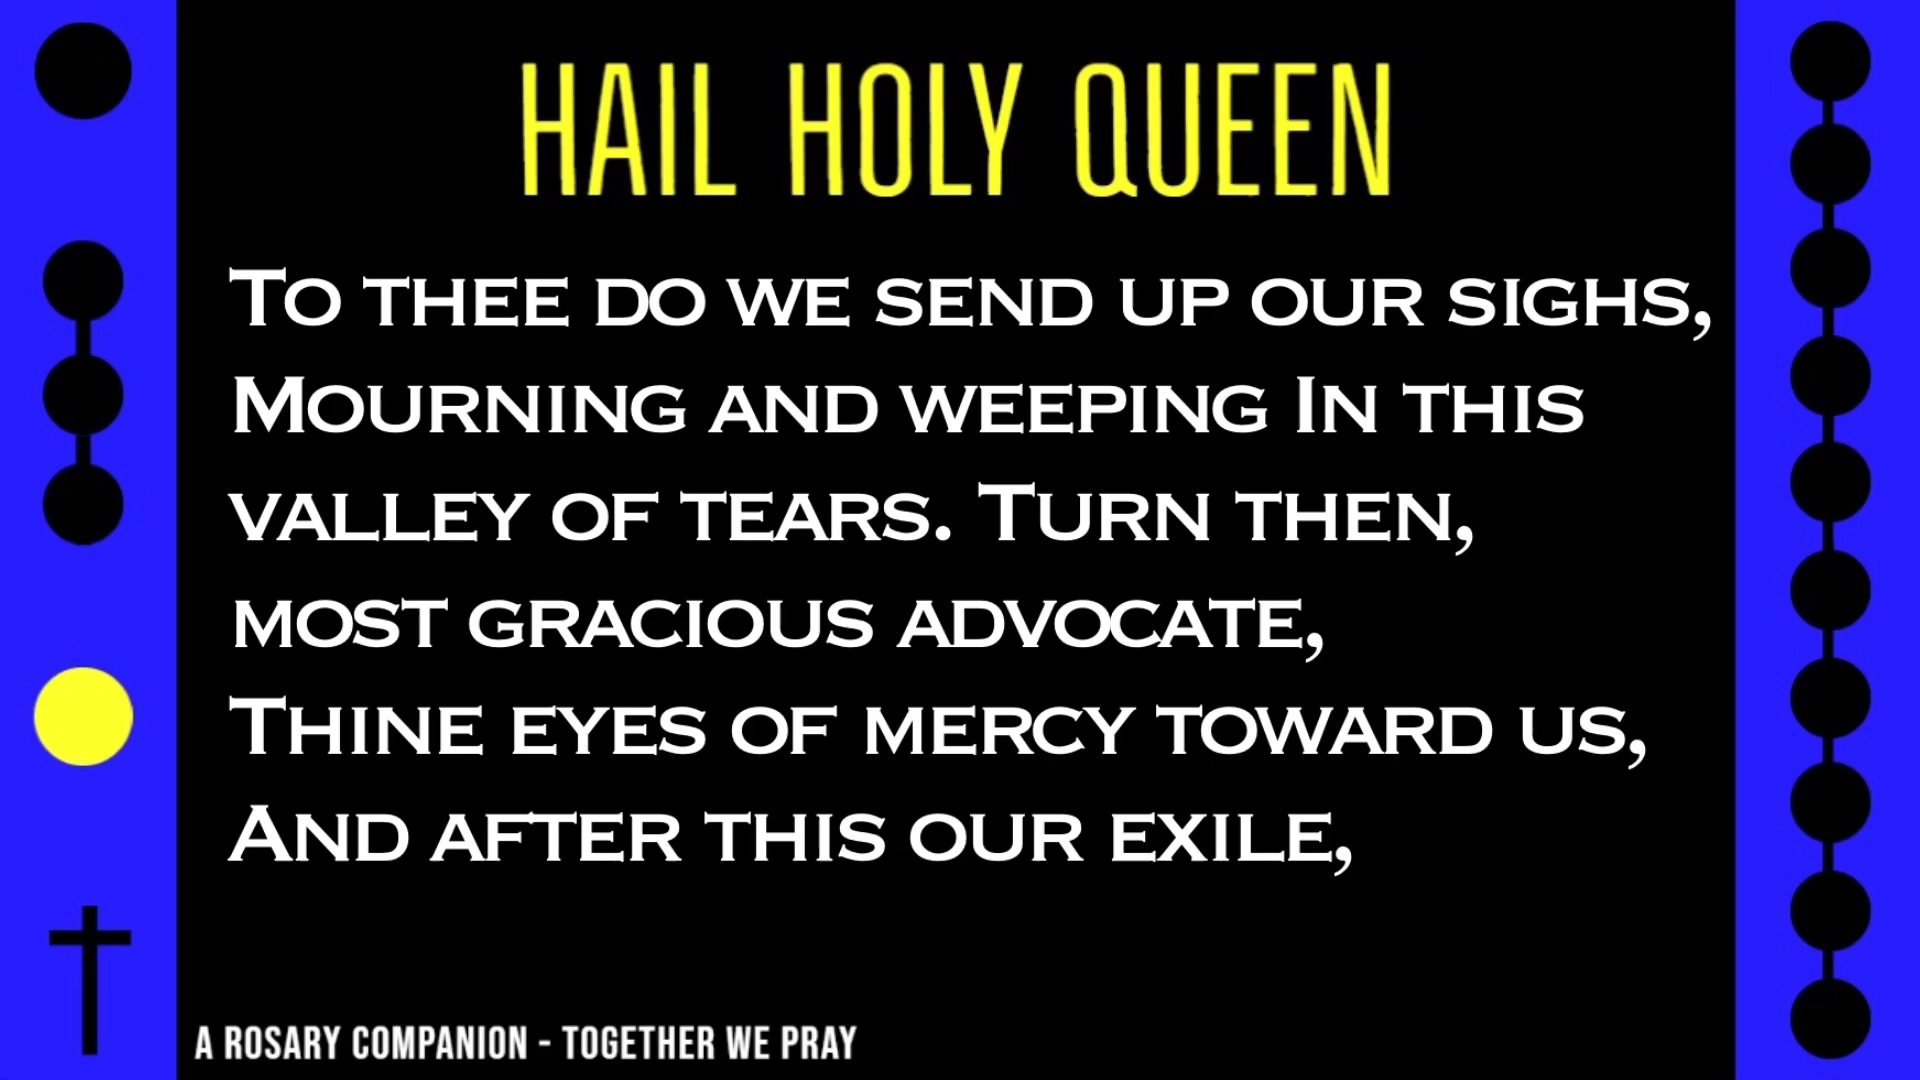 HAIL HOLY QUEEN
To thee do we send up our sighs,
Mourning and weeping In this
valley of tears. Turn then,
most gracious advocate,
Thine eyes of mercy toward us,
And after this our exile,
A ROSARY COMPANION - TOGETHER WE PRAY